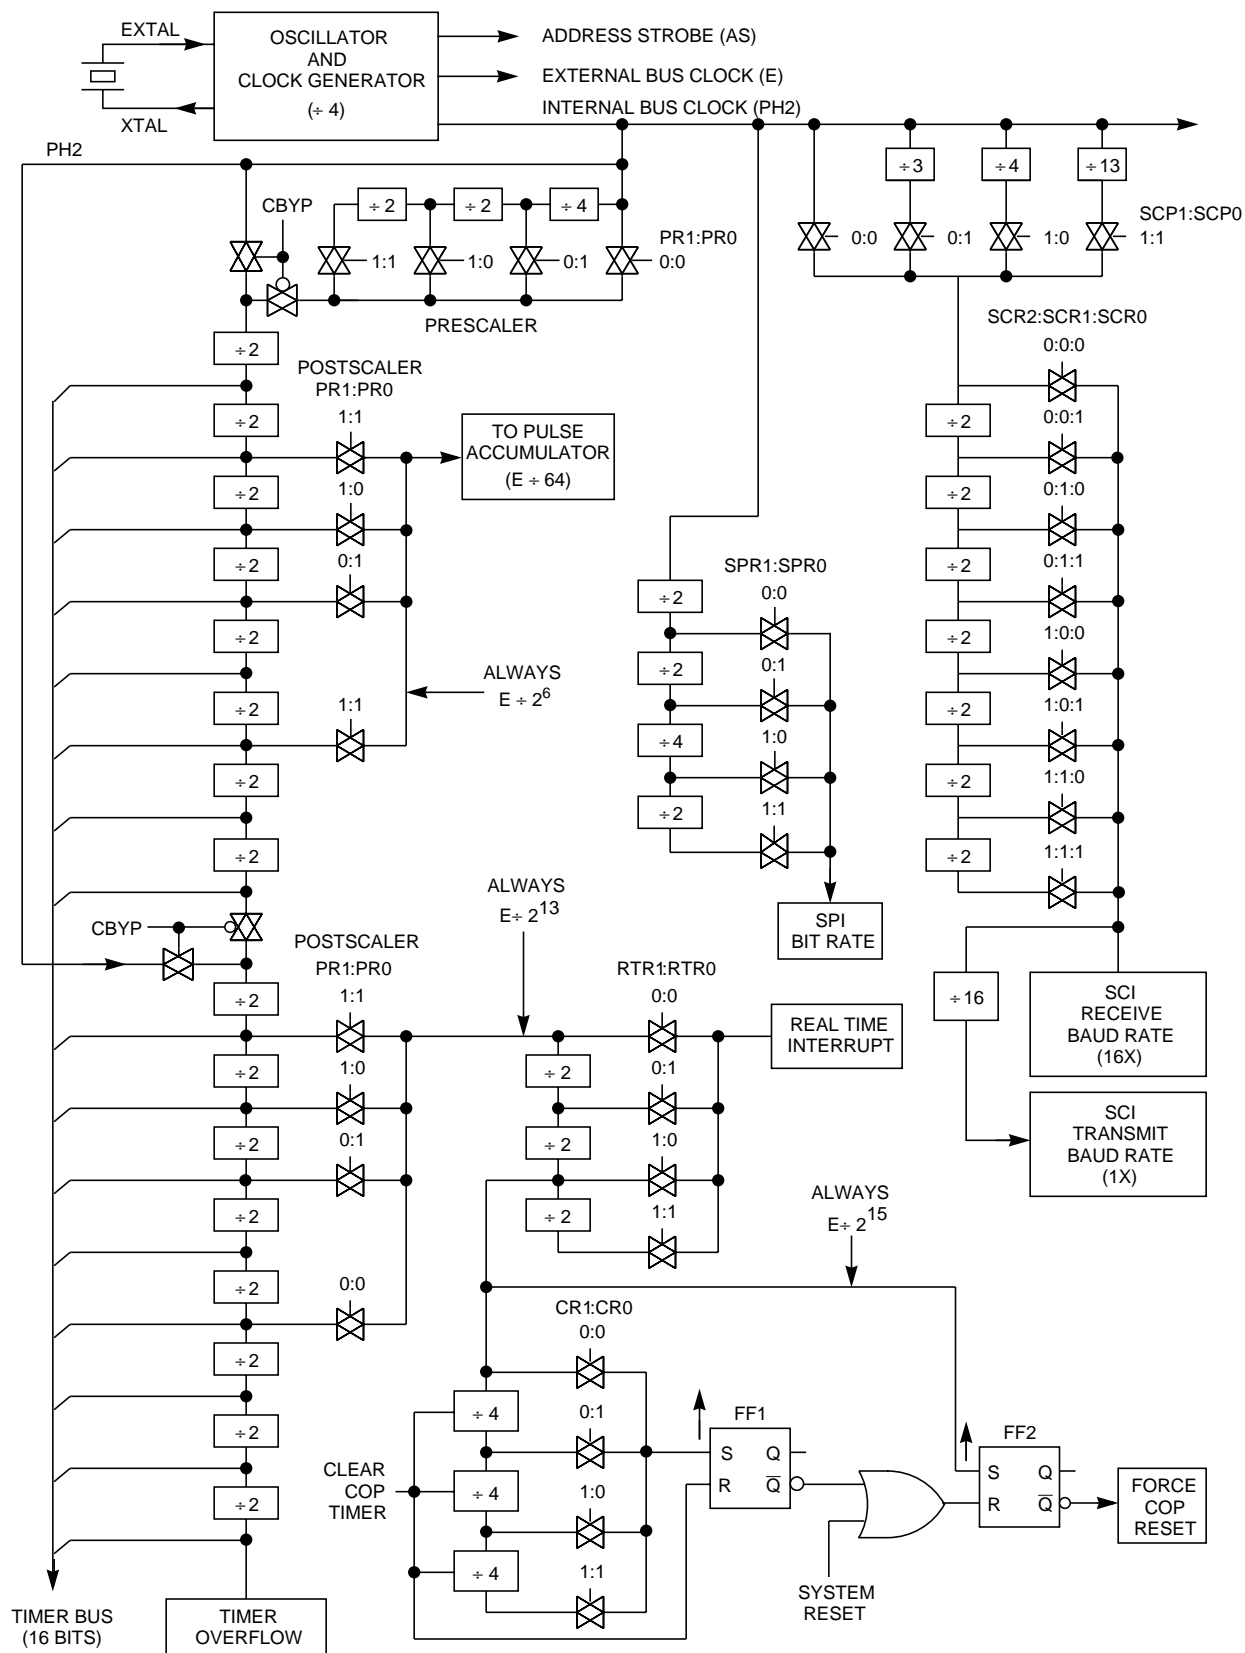 EXTAL
XTAL
OSCILLATOR
AND
CLOCK GENERATOR
(÷ 4)
ADDRESS STROBE (AS)
EXTERNAL BUS CLOCK (E)
INTERNAL BUS CLOCK (PH2)
PH2
CBYP
÷ 2
÷ 2
÷ 4
1:1
1:0
0:1
PR1:PR0
0:0
PRESCALER
÷3
÷4
÷13
0:0
0:1
1:0
SCP1:SCP0
1:1
÷2
÷2
÷2
÷2
÷2
÷2
÷2
÷2
POSTSCALER
PR1:PR0
1:1
1:0
0:1
1:1
TO PULSE
ACCUMULATOR
(E ÷ 64)
ALWAYS
E ÷ 2⁶
SPR1:SPR0
÷2
0:0
÷2
0:1
÷4
1:0
÷2
1:1
SPI
BIT RATE
SCR2:SCR1:SCR0
0:0:0
÷2
0:0:1
÷2
0:1:0
÷2
0:1:1
÷2
1:0:0
÷2
1:0:1
÷2
1:1:0
÷2
1:1:1
÷16
SCI
RECEIVE
BAUD RATE
(16X)
SCI
TRANSMIT
BAUD RATE
(1X)
CBYP
÷2
÷2
÷2
÷2
÷2
÷2
÷2
÷2
POSTSCALER
PR1:PR0
1:1
1:0
0:1
0:0
ALWAYS
E÷ 2¹³
RTR1:RTR0
0:0
÷ 2
0:1
÷ 2
1:0
÷ 2
1:1
REAL TIME
INTERRUPT
ALWAYS
E÷ 2¹⁵
CR1:CR0
0:0
÷ 4
0:1
÷ 4
1:0
÷ 4
1:1
CLEAR
COP
TIMER
FF1
S Q
R Q̅
SYSTEM
RESET
FF2
S Q
R Q̅
FORCE
COP
RESET
TIMER BUS
(16 BITS)
TIMER
OVERFLOW